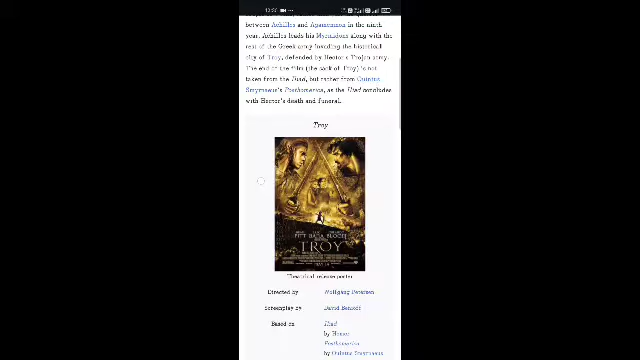 between Achilles and Agamemnon in the ninth
year. Achilles leads his Myrmidons along with the
rest of the Greek army invading the historical
city of Troy, defended by Hector's Trojan army.
The end of the film (the sack of Troy) is not
taken from the Iliad, but rather from Quintus
Smyrnaeus's Posthomerica, as the Iliad concludes
with Hector's death and funeral.
Troy
PITT BANA BLOOM
TROY
Theatrical release poster
Directed by Wolfgang Petersen
Screenplay by David Benioff
Based on Iliad
by Homer
Posthomerica
by Quintus Smyrnaeus